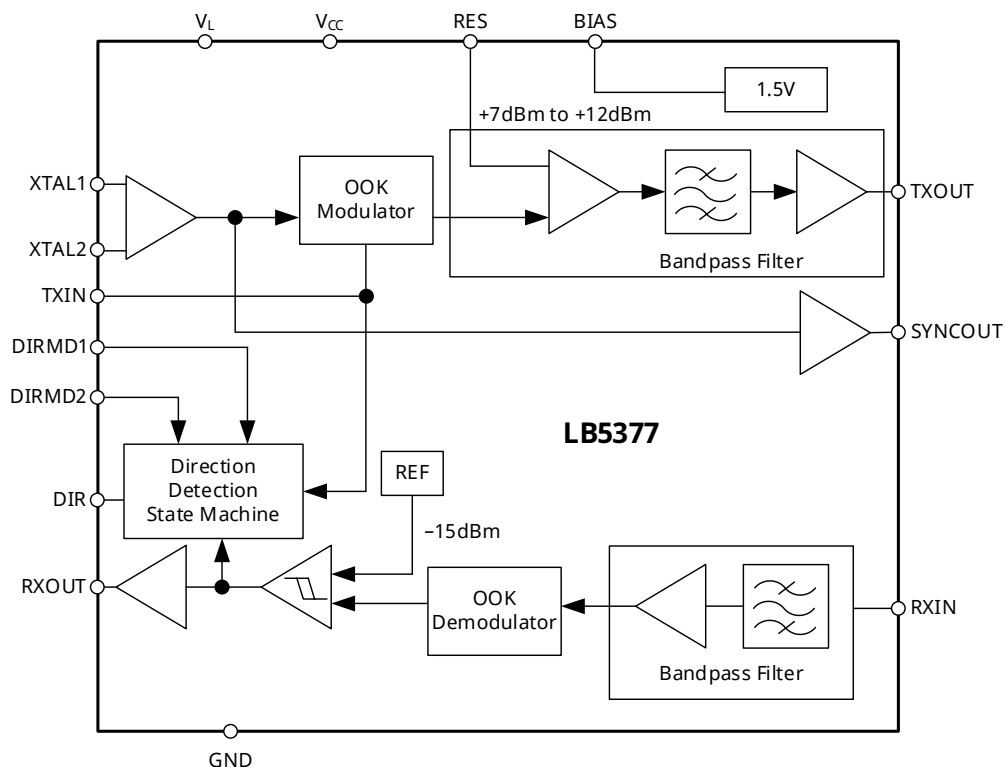 VL
VCC
RES
BIAS
1.5V
+7dBm to +12dBm
XTAL1
OOK
Modulator
TXOUT
XTAL2
Bandpass Filter
TXIN
SYNCOUT
DIRMD1
DIRMD2
LB5377
Direction
Detection
State Machine
REF
DIR
–15dBm
RXOUT
OOK
Demodulator
RXIN
Bandpass Filter
GND